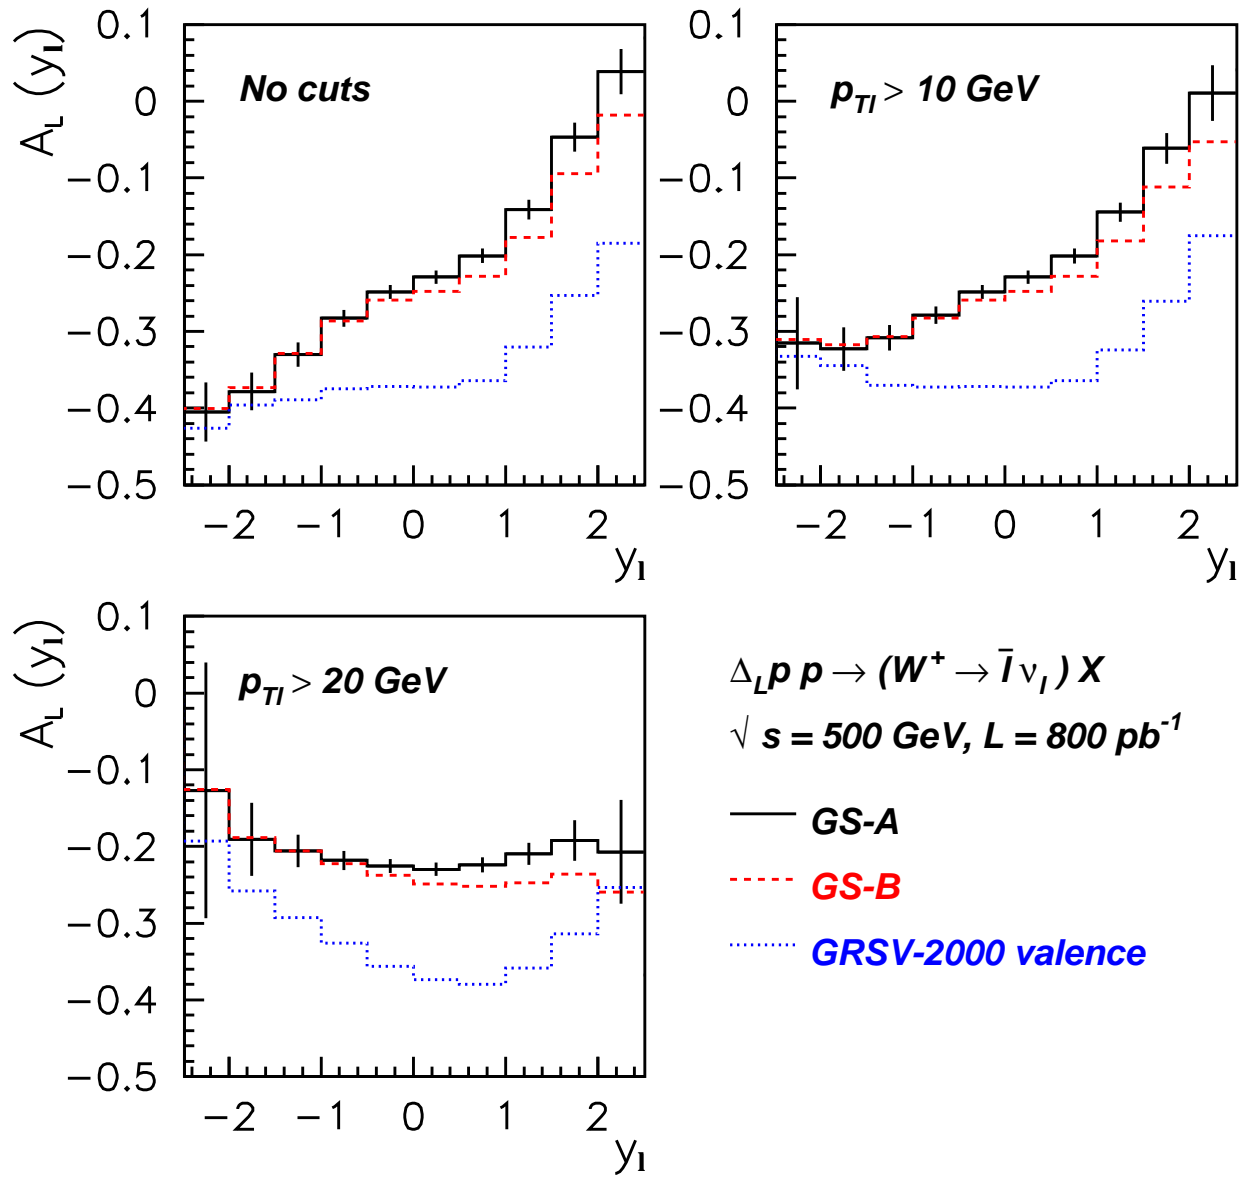 A_L (y_l)
0.1
0
−0.1
−0.2
−0.3
−0.4
−0.5
No cuts
−2 −1 0 1 2
y_l
0.1
0
−0.1
−0.2
−0.3
−0.4
−0.5
p_Tl > 10 GeV
−2 −1 0 1 2
y_l
A_L (y_l)
0.1
0
−0.1
−0.2
−0.3
−0.4
−0.5
p_Tl > 20 GeV
−2 −1 0 1 2
y_l
Δ_L p p → (W⁺ → l̄ ν_l ) X
√ s = 500 GeV, L = 800 pb⁻¹
GS-A
GS-B
GRSV-2000 valence